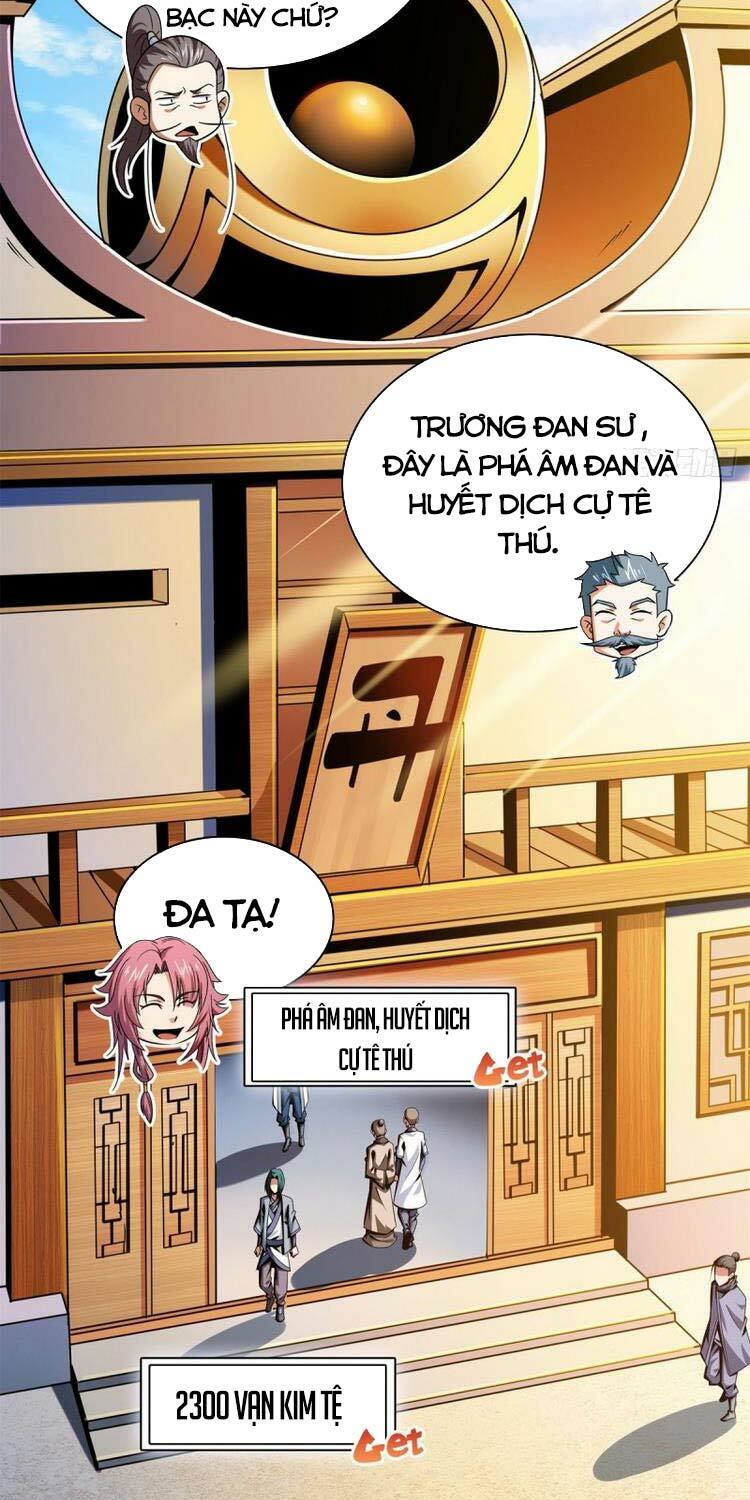 BẠC NÀY CHỨ?
TRƯƠNG ĐAN SƯ,
ĐÂY LÀ PHÁ ÂM ĐAN VÀ
HUYẾT DỊCH CỰ TÊ
THÚ.
丹
ĐA TẠ!
PHÁ ÂM ĐAN, HUYẾT DỊCH
CỰ TÊ THÚ
Get
2300 VẠN KIM TỆ
Get